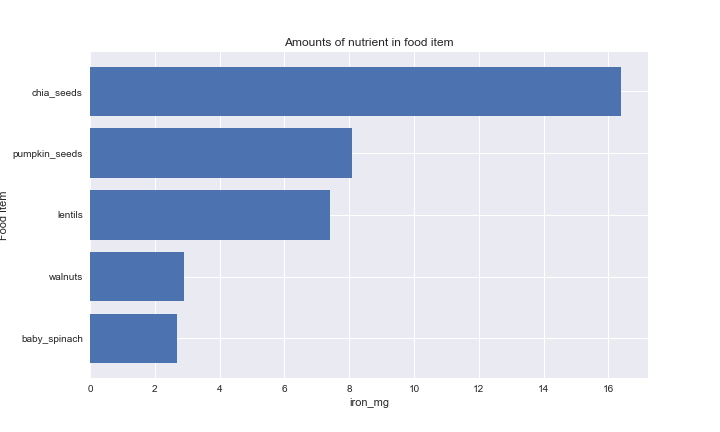 Amounts of nutrient in food item
chia_seeds
pumpkin_seeds
lentils
walnuts
baby_spinach
Food item
0 2 4 6 8 10 12 14 16
iron_mg